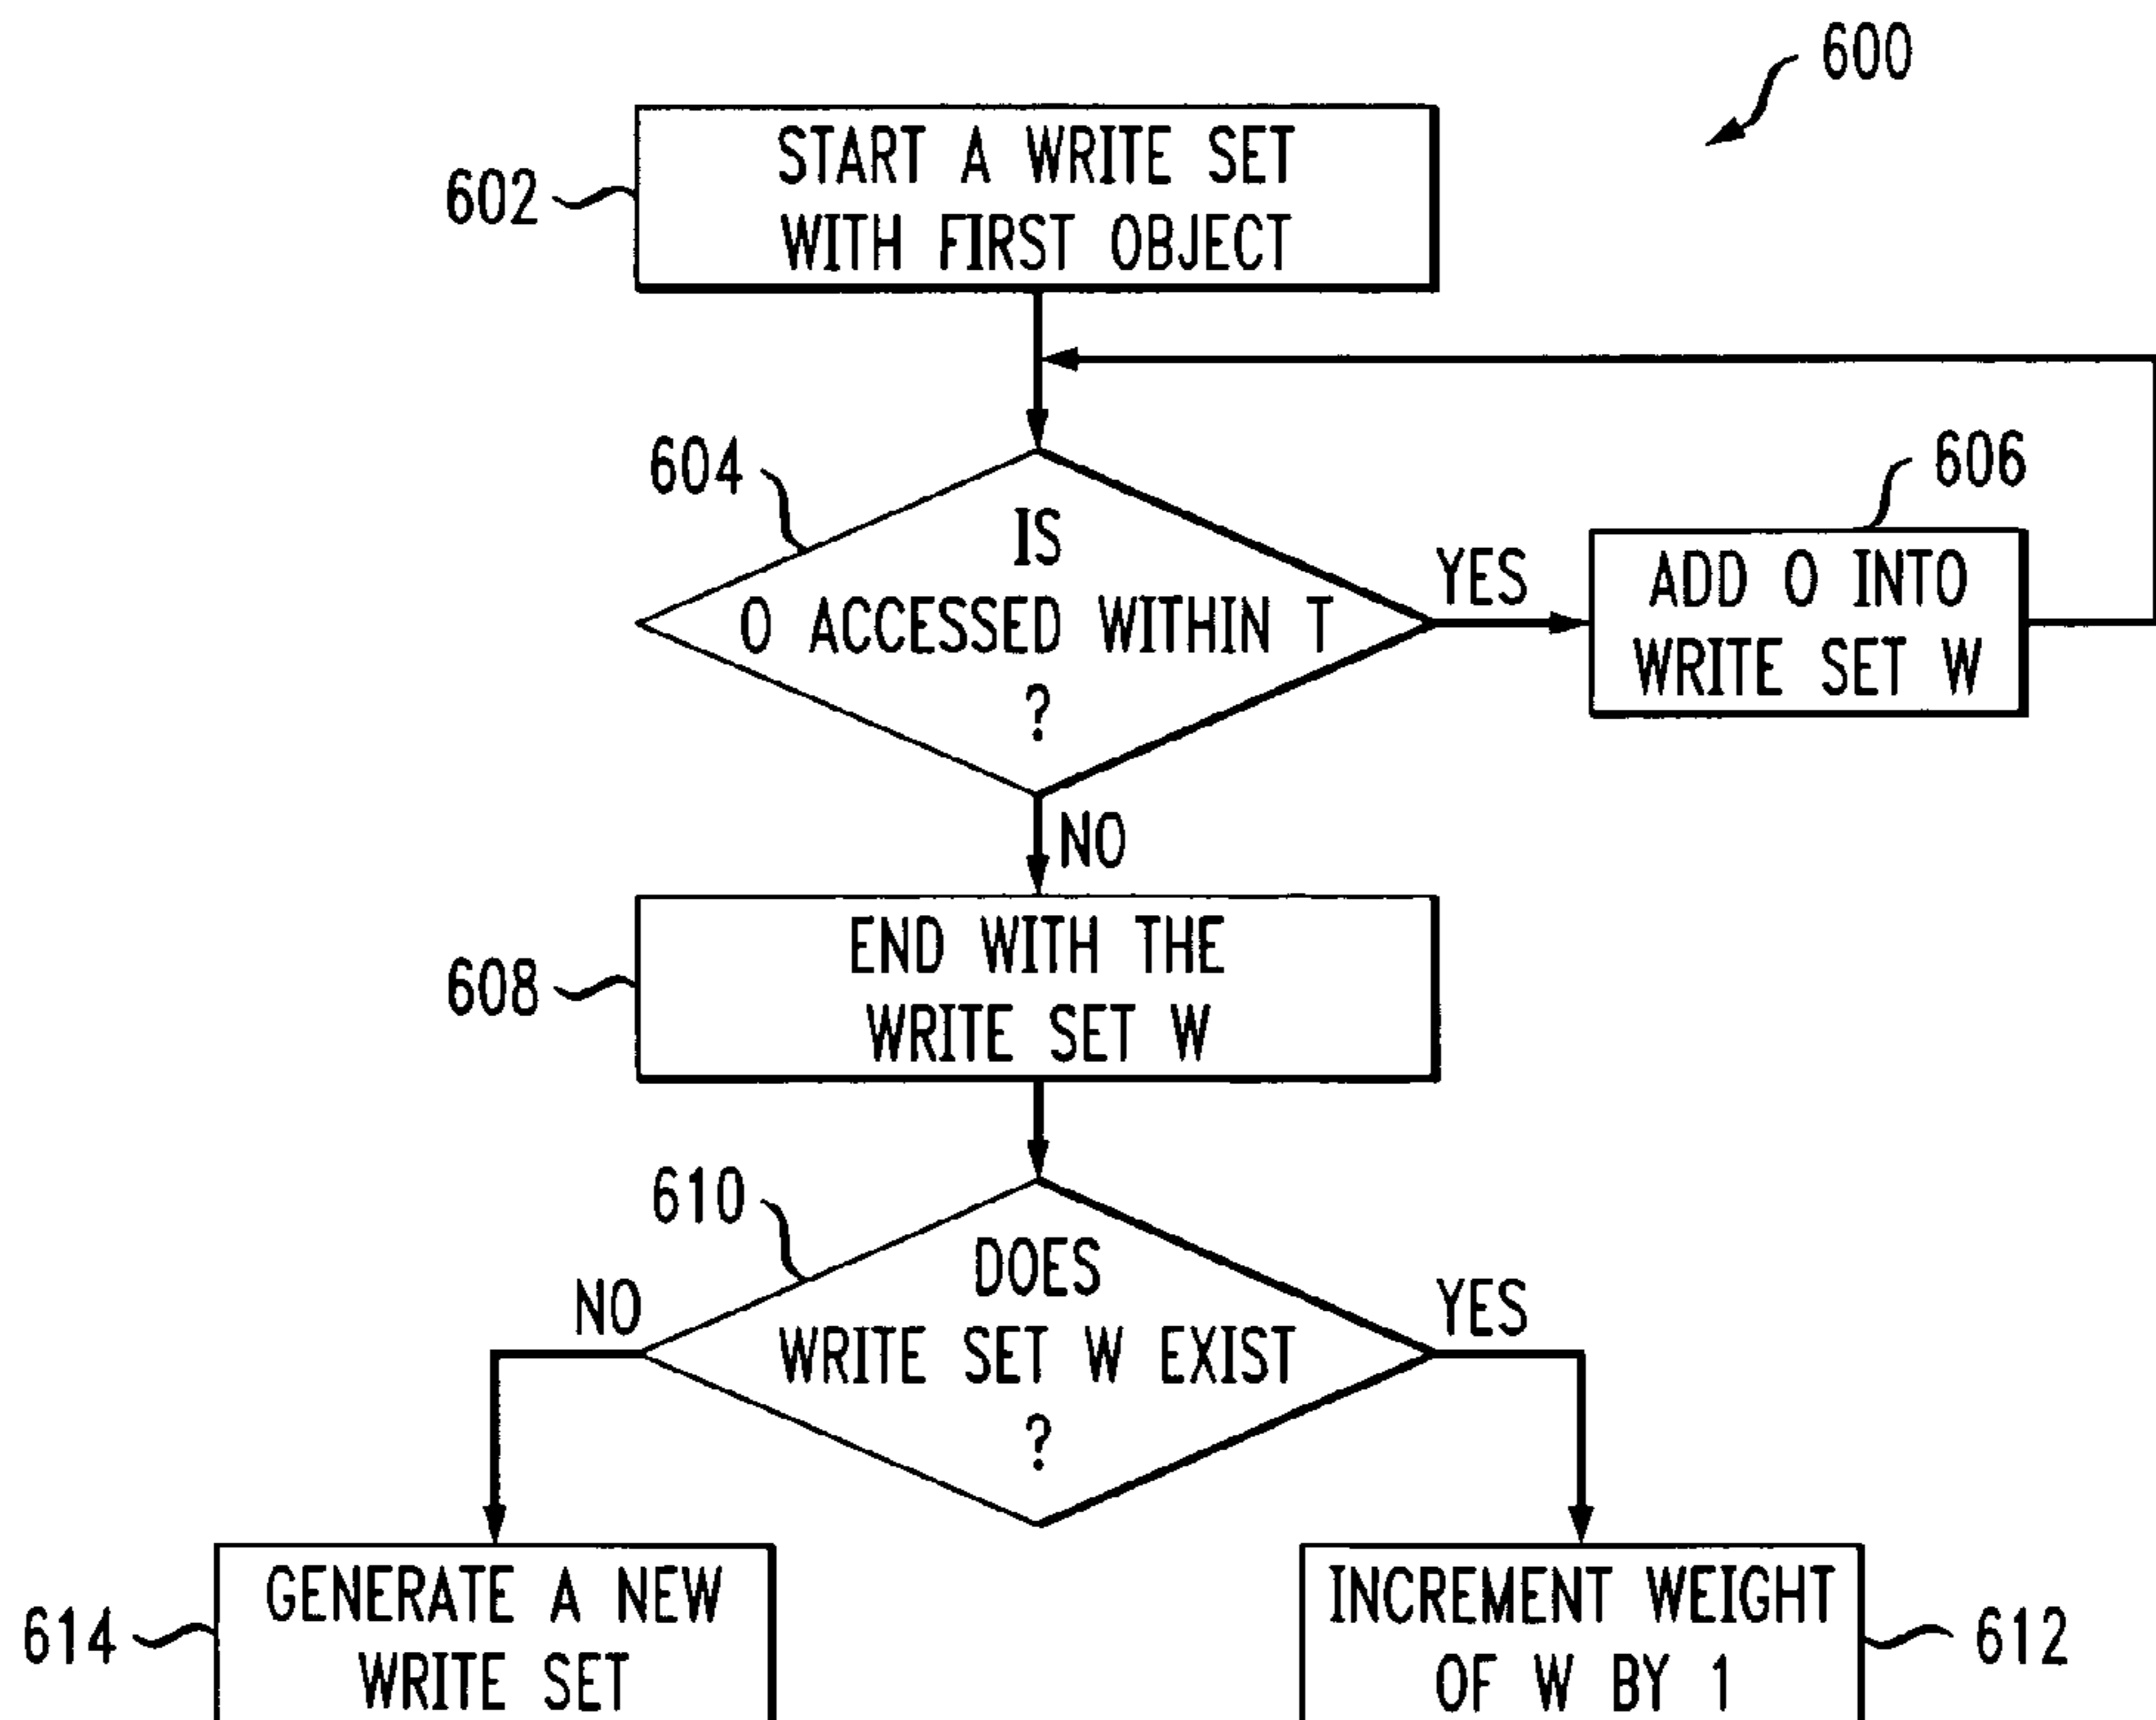 600
602
START A WRITE SET
WITH FIRST OBJECT
604
IS
O ACCESSED WITHIN T
?
YES
606
ADD O INTO
WRITE SET W
NO
608
END WITH THE
WRITE SET W
610
DOES
WRITE SET W EXIST
?
NO
YES
614
GENERATE A NEW
WRITE SET
INCREMENT WEIGHT
OF W BY 1
612